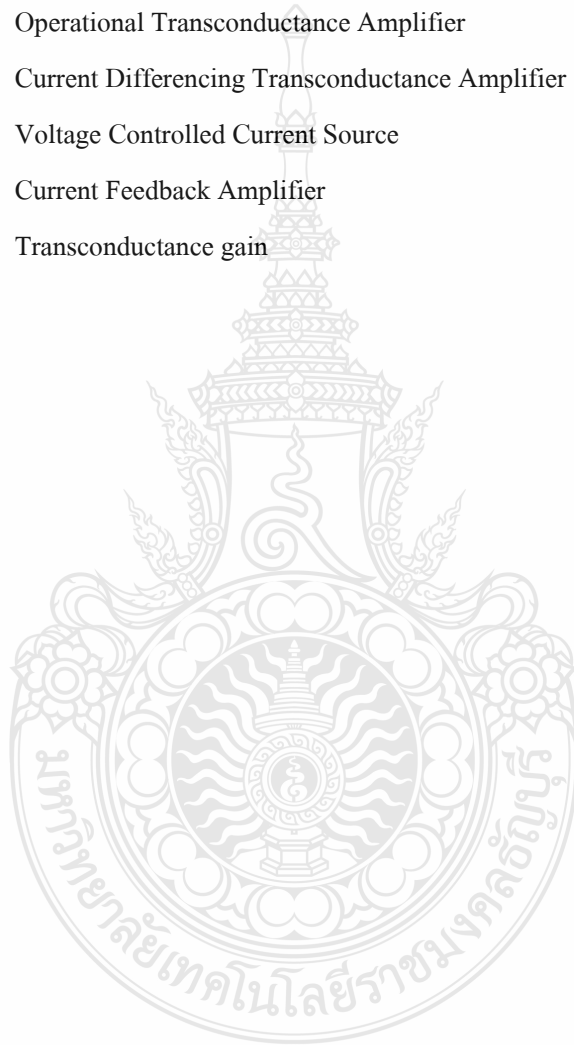 Operational Transconductance Amplifier
Current Differencing Transconductance Amplifier
Voltage Controlled Current Source
Current Feedback Amplifier
Transconductance gain
มหาวิทยาลัยเทคโนโลยีราชมงคลธัญบุรี